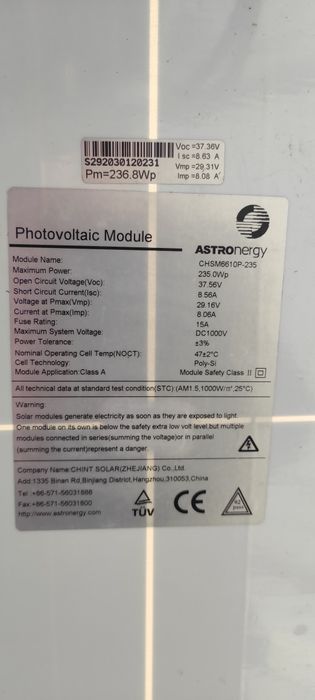 Voc =37.36V
Isc =8.63 A
S292030120231 Vmp =29.31V
Pm=236.8Wp Imp =8.08 A
Photovoltaic Module
ASTRONERGY
Module Name: CHSM6610P-235
Maximum Power: 235.0Wp
Open Circuit Voltage(Voc): 37.56V
Short Circuit Current(Isc): 8.56A
Voltage at Pmax(Vmp): 29.16V
Current at Pmax(Imp): 8.06A
Fuse Rating: 15A
Maximum System Voltage: DC1000V
Power Tolerance: ±3%
Nominal Operating Cell Temp(NOCT): 47±2°C
Cell Technology Poly-Si
Module Application Class A Module Safety Class II
All technical data at standard test condition(STC):(AM1.5,1000W/m²,25°C)
Warning:
Solar modules generate electricity as soon as they are exposed to light.
One module on its own is below the safety extra low volt level but multiple
modules connected in series(summing the voltage)or in parallel
(summing the current)represent a danger.
Company Name:CHINT SOLAR(ZHEJIANG) Co.,Ltd.
Add:1335 Binan Rd,Binjiang District,Hangzhou,310053,China
Tel :+86-571-56031888
Fax:+86-571-56031600
http://www.astronergy.com
TÜV CE